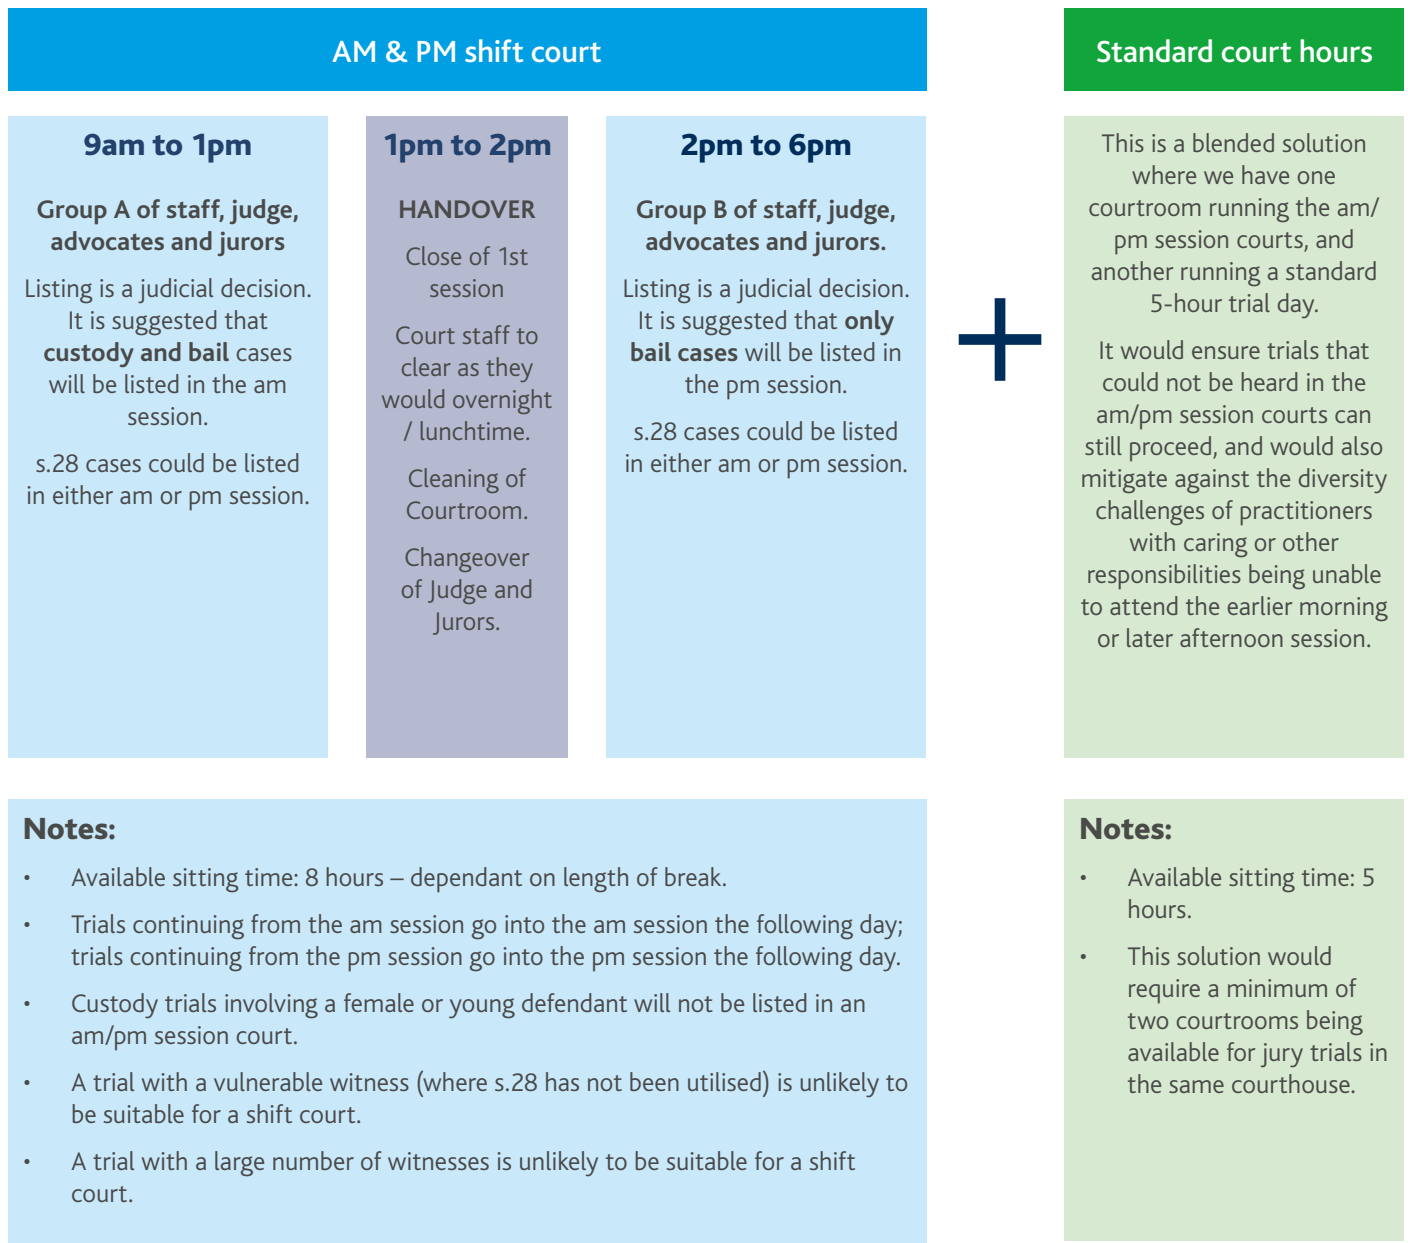 AM & PM shift court
9am to 1pm
Group A of staff, judge,
advocates and jurors
Listing is a judicial decision.
It is suggested that
custody and bail cases
will be listed in the am
session.
s.28 cases could be listed
in either am or pm session.
1pm to 2pm
HANDOVER
Close of 1st
session
Court staff to
clear as they
would overnight
/ lunchtime.
Cleaning of
Courtroom.
Changeover
of Judge and
Jurors.
2pm to 6pm
Group B of staff, judge,
advocates and jurors.
Listing is a judicial decision.
It is suggested that only
bail cases will be listed in
the pm session.
s.28 cases could be listed
in either am or pm session.
+
Standard court hours
This is a blended solution
where we have one
courtroom running the am/
pm session courts, and
another running a standard
5-hour trial day.
It would ensure trials that
could not be heard in the
am/pm session courts can
still proceed, and would also
mitigate against the diversity
challenges of practitioners
with caring or other
responsibilities being unable
to attend the earlier morning
or later afternoon session.
Notes:
• Available sitting time: 8 hours – dependant on length of break.
• Trials continuing from the am session go into the am session the following day;
trials continuing from the pm session go into the pm session the following day.
• Custody trials involving a female or young defendant will not be listed in an
am/pm session court.
• A trial with a vulnerable witness (where s.28 has not been utilised) is unlikely to
be suitable for a shift court.
• A trial with a large number of witnesses is unlikely to be suitable for a shift
court.
Notes:
• Available sitting time: 5
hours.
• This solution would
require a minimum of
two courtrooms being
available for jury trials in
the same courthouse.